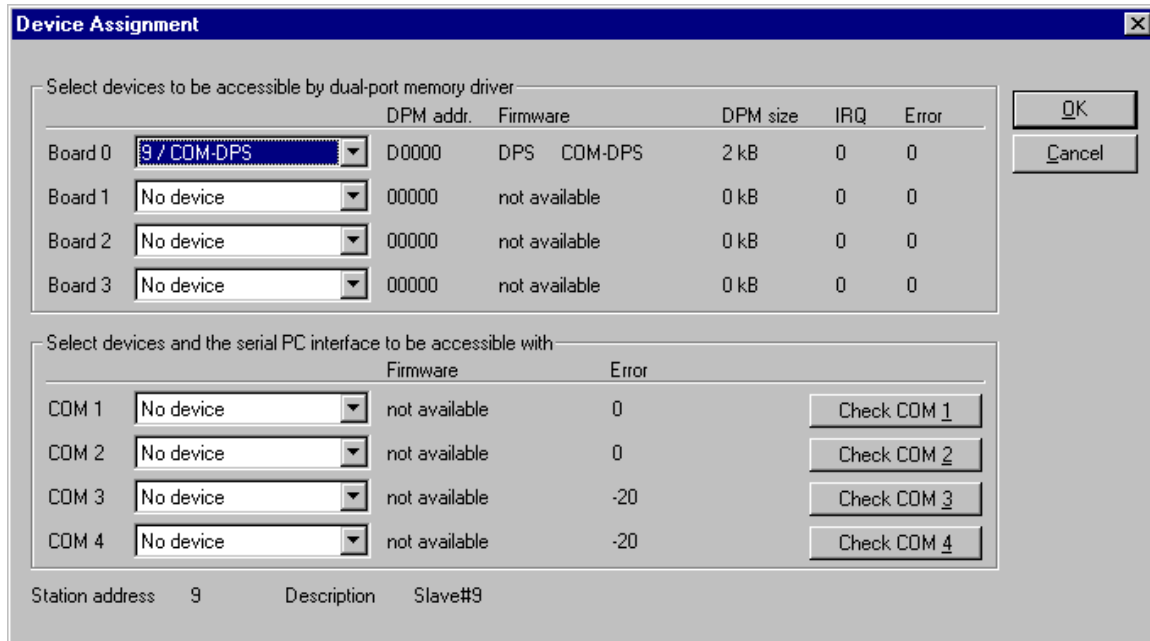 Device Assignment
Select devices to be accessible by dual-port memory driver
DPM addr. Firmware DPM size IRQ Error
Board 0 9 / COM-DPS D0000 DPS COM-DPS 2 kB 0 0
Board 1 No device 00000 not available 0 kB 0 0
Board 2 No device 00000 not available 0 kB 0 0
Board 3 No device 00000 not available 0 kB 0 0
OK
Cancel
Select devices and the serial PC interface to be accessible with
Firmware Error
COM 1 No device not available 0 Check COM 1
COM 2 No device not available 0 Check COM 2
COM 3 No device not available -20 Check COM 3
COM 4 No device not available -20 Check COM 4
Station address 9 Description Slave#9